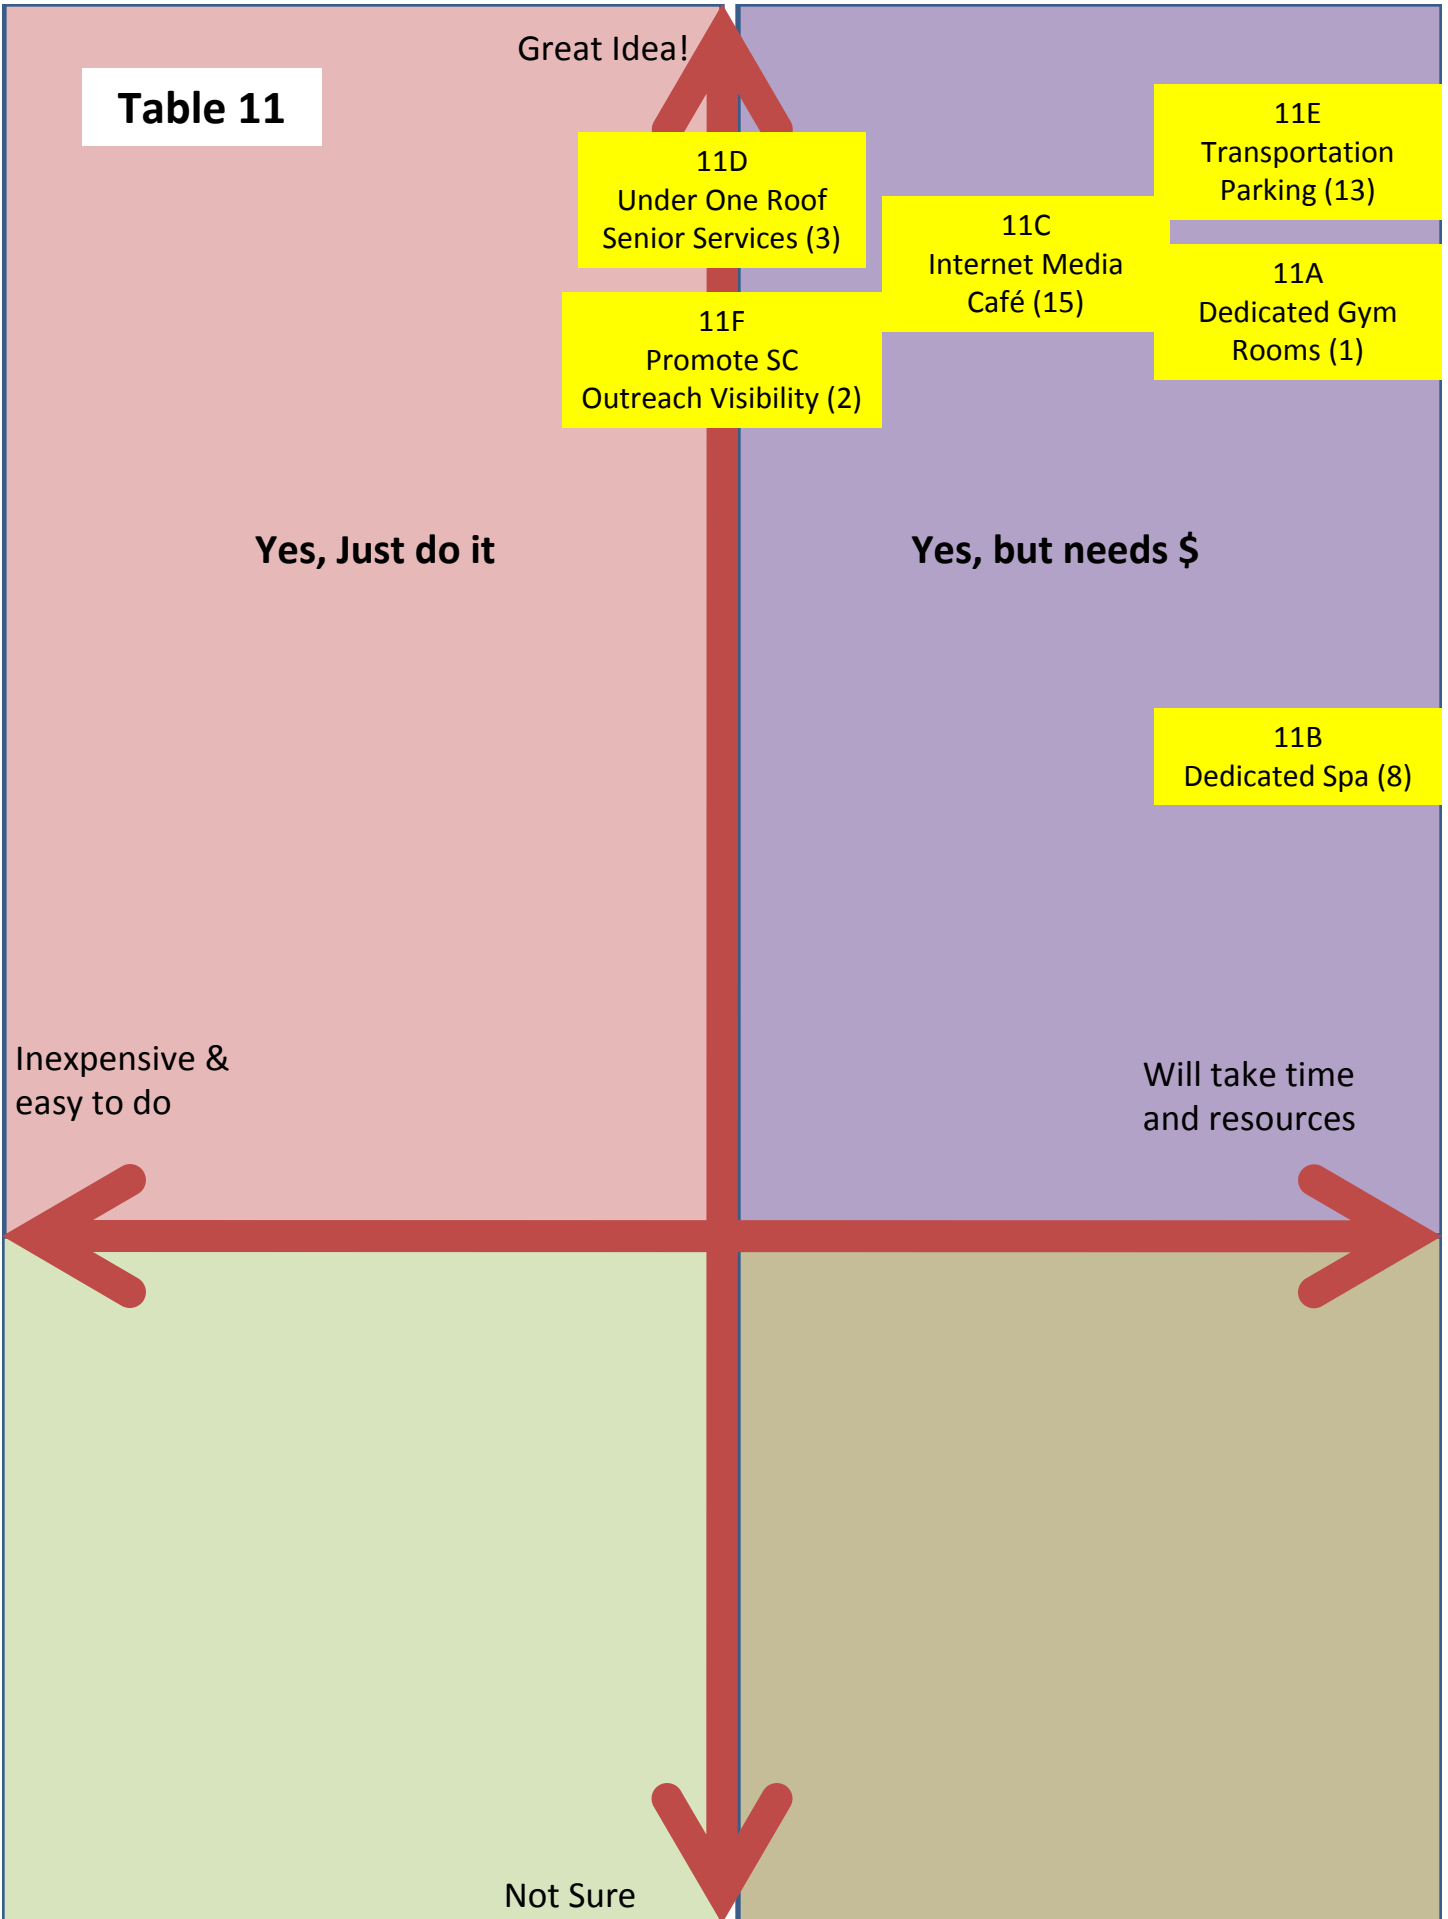 Great Idea!
Table 11
11E
Transportation
Parking (13)
11D
Under One Roof
Senior Services (3)
11C
Internet Media
Café (15)
11A
Dedicated Gym
Rooms (1)
11F
Promote SC
Outreach Visibility (2)
Yes, Just do it
Yes, but needs $
11B
Dedicated Spa (8)
Inexpensive &
easy to do
Will take time
and resources
Not Sure